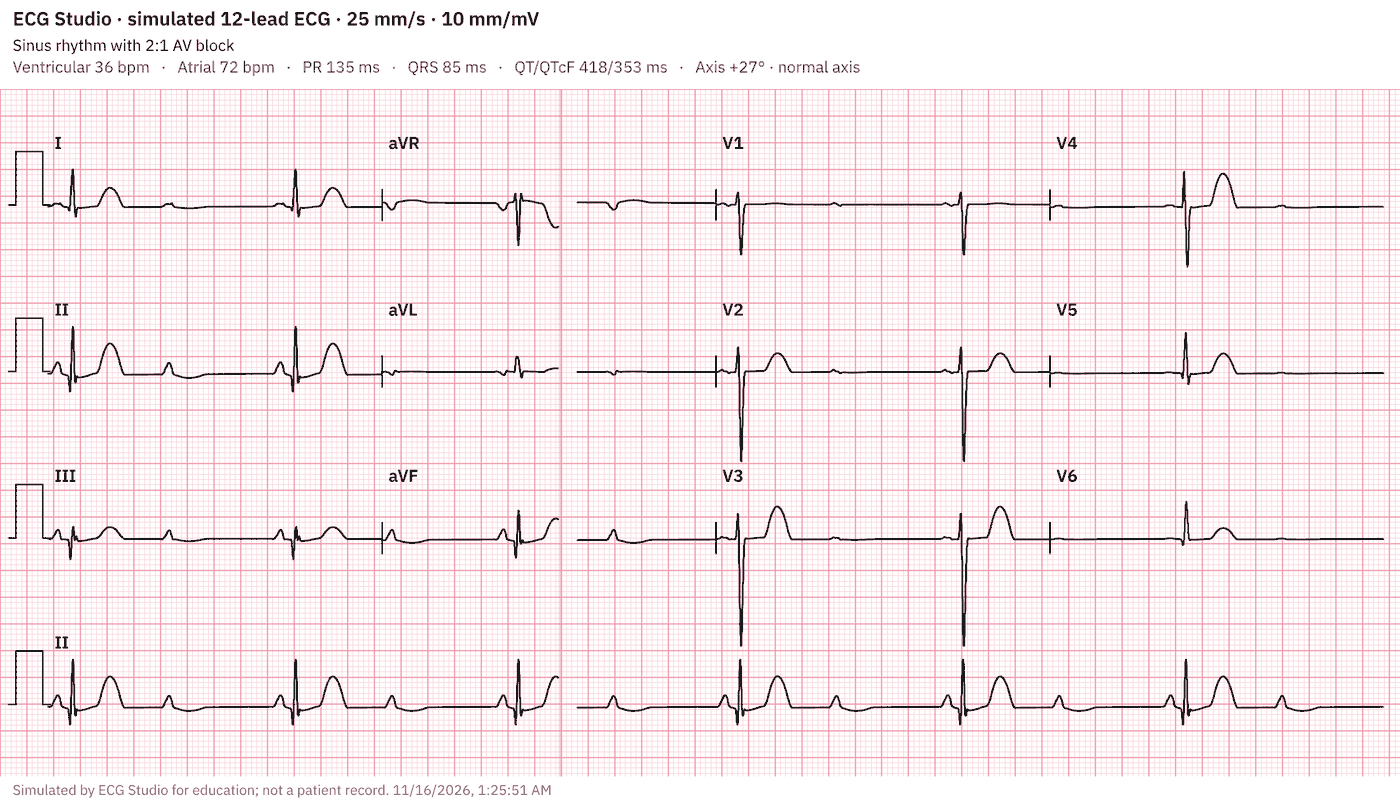 ECG Studio · simulated 12-lead ECG · 25 mm/s · 10 mm/mV
Sinus rhythm with 2:1 AV block
Ventricular 36 bpm · Atrial 72 bpm · PR 135 ms · QRS 85 ms · QT/QTcF 418/353 ms · Axis +27° · normal axis
I aVR V1 V4
II aVL V2 V5
III aVF V3 V6
II
Simulated by ECG Studio for education; not a patient record. 11/16/2026, 1:25:51 AM